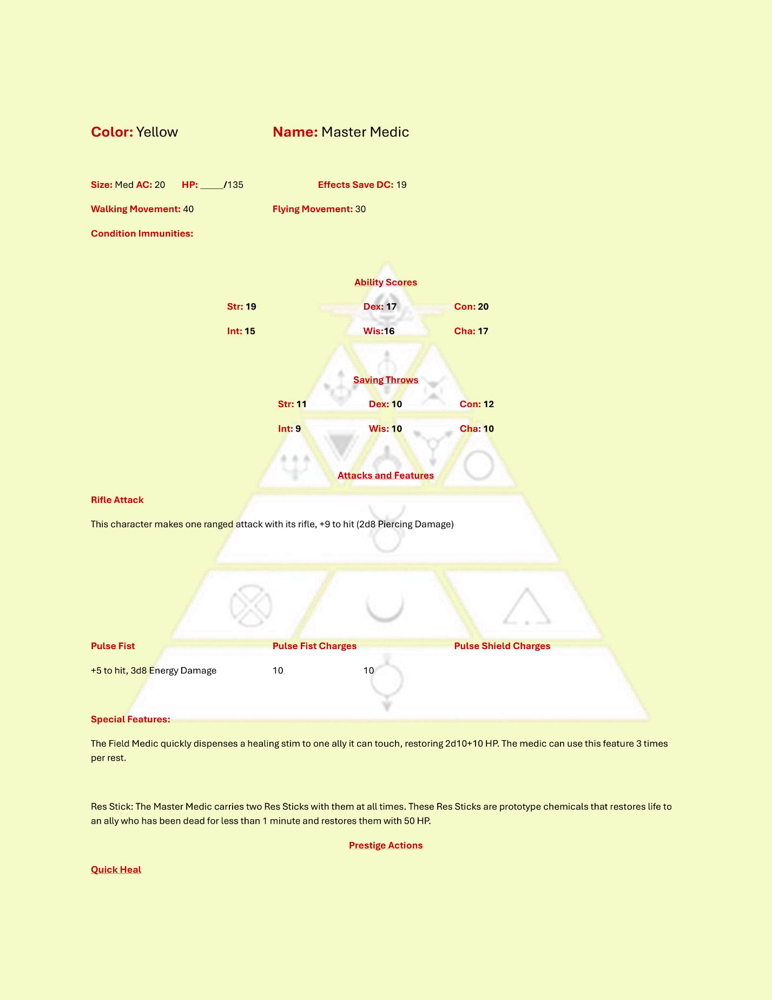 Color: Yellow Name: Master Medic
Size: Med AC: 20 HP: _____/135 Effects Save DC: 19
Walking Movement: 40 Flying Movement: 30
Condition Immunities:
Ability Scores
Str: 19 Dex: 17 Con: 20
Int: 15 Wis:16 Cha: 17
Saving Throws
Str: 11 Dex: 10 Con: 12
Int: 9 Wis: 10 Cha: 10
Attacks and Features
Rifle Attack
This character makes one ranged attack with its rifle, +9 to hit (2d8 Piercing Damage)
Pulse Fist Pulse Fist Charges Pulse Shield Charges
+5 to hit, 3d8 Energy Damage 10 10
Special Features:
The Field Medic quickly dispenses a healing stim to one ally it can touch, restoring 2d10+10 HP. The medic can use this feature 3 times
per rest.
Res Stick: The Master Medic carries two Res Sticks with them at all times. These Res Sticks are prototype chemicals that restores life to
an ally who has been dead for less than 1 minute and restores them with 50 HP.
Prestige Actions
Quick Heal